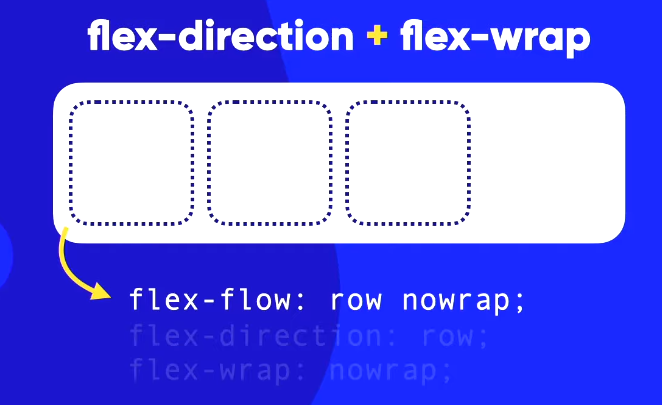 flex-direction + flex-wrap
flex-flow: row nowrap;
flex-direction: row;
flex-wrap: nowrap;